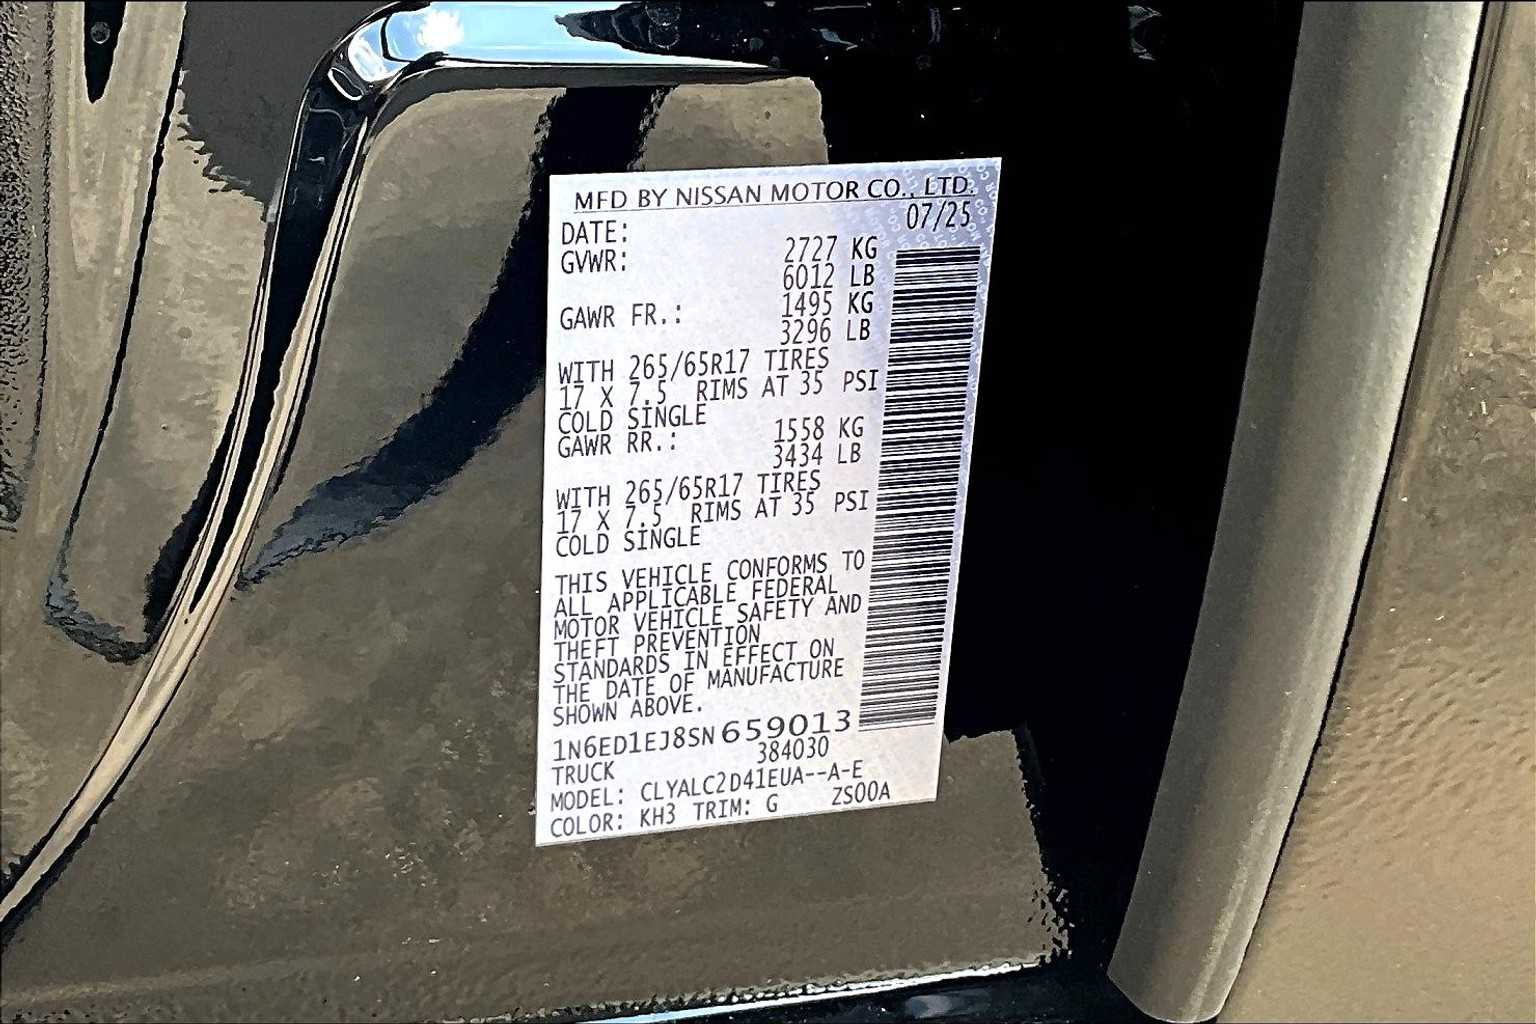 MFD BY NISSAN MOTOR CO., LTD.
DATE: 07/25
GVWR: 2727 KG
6012 LB
GAWR FR.: 1495 KG
3296 LB
WITH 265/65R17 TIRES
17 X 7.5 RIMS AT 35 PSI
COLD SINGLE
GAWR RR.: 1558 KG
3434 LB
WITH 265/65R17 TIRES
17 X 7.5 RIMS AT 35 PSI
COLD SINGLE
THIS VEHICLE CONFORMS TO
ALL APPLICABLE FEDERAL
MOTOR VEHICLE SAFETY AND
THEFT PREVENTION
STANDARDS IN EFFECT ON
THE DATE OF MANUFACTURE
SHOWN ABOVE.
1N6ED1EJ8SN659013
384030
TRUCK
MODEL: CLYALC2D41EUA--A-E
COLOR: KH3 TRIM: G ZS00A